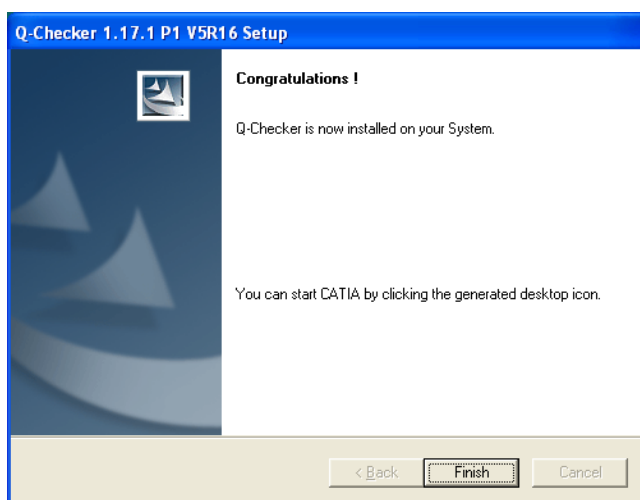 Q-Checker 1.17.1 P1 V5R16 Setup
Congratulations !
Q-Checker is now installed on your System.
You can start CATIA by clicking the generated desktop icon.
< Back
Finish
Cancel